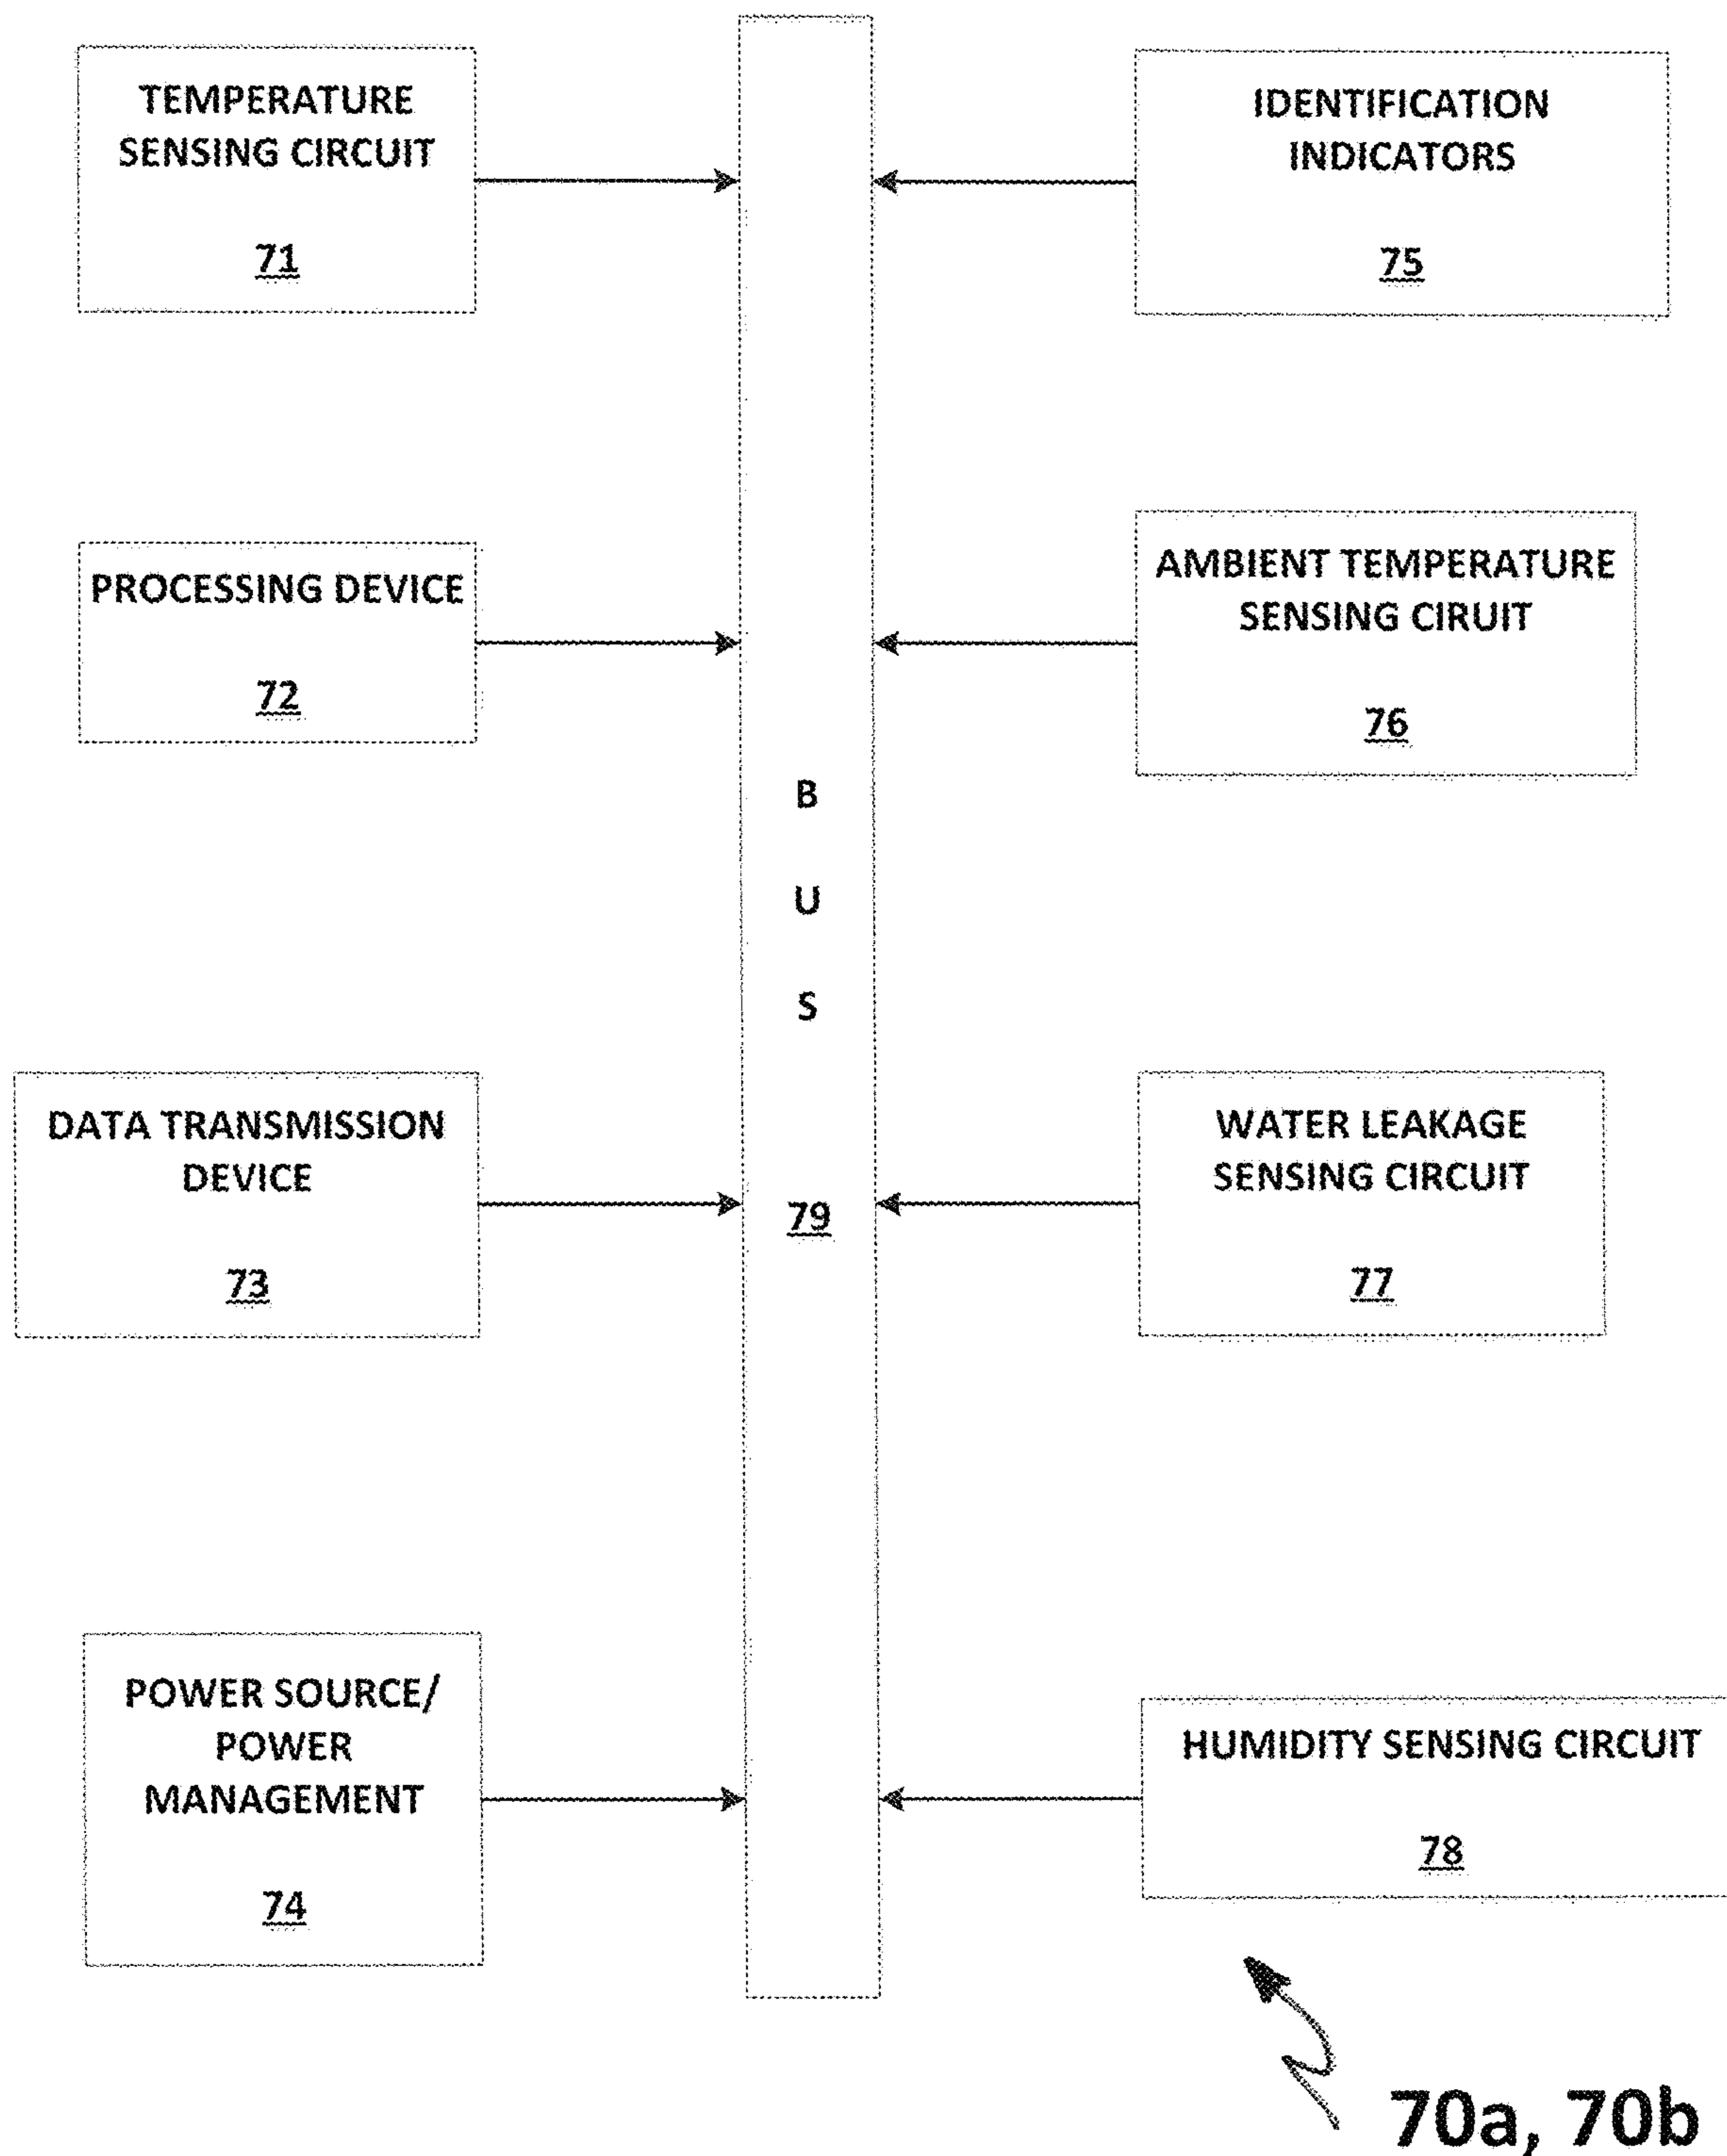 TEMPERATURE
SENSING CIRCUIT
71
PROCESSING DEVICE
72
DATA TRANSMISSION
DEVICE
73
POWER SOURCE/
POWER
MANAGEMENT
74
B
U
S
79
IDENTIFICATION
INDICATORS
75
AMBIENT TEMPERATURE
SENSING CIRUIT
76
WATER LEAKAGE
SENSING CIRCUIT
77
HUMIDITY SENSING CIRCUIT
78
70a, 70b